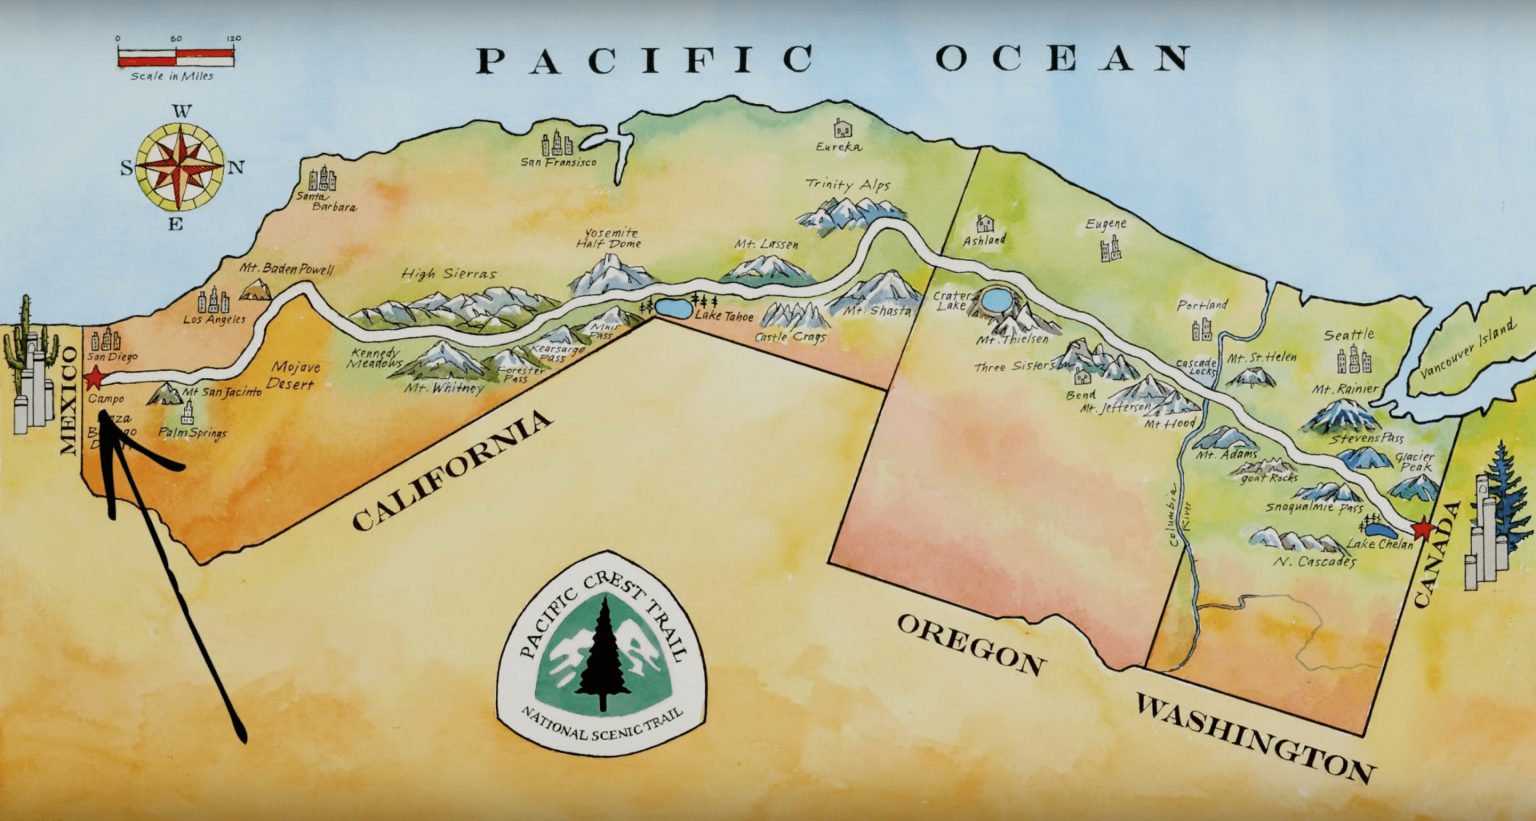 0 60 120
Scale in Miles
PACIFIC OCEAN
W
S N
E
Eureka
San Fransisco
Santa
Barbara
Trinity Alps
Ashland
Eugene
Yosemite
Half Dome
Mt. Lassen
High Sierras
Mt. Baden Powell
Los Angeles
Crater
Lake
Mt. Shasta
Lake Tahoe
Castle Crags
Muir
Pass
Kearsarge
Pass
Forester
Pass
Kennedy
Meadows
Mt. Whitney
Mojave
Desert
San Diego
Campo
Mt San Jacinto
Palm Springs
MEXICO
CALIFORNIA
Mt. Thielsen
Three Sisters
Bend
Mt. Jefferson
Mt Hood
Portland
Cascade
Locks
Mt. St. Helen
Seattle
Mt. Rainier
Vancouver Island
Stevens Pass
Glacier
Peak
Mt. Adams
goat Rocks
Snoqualmie Pass
Lake Chelan
N. Cascades
Columbia
River
CANADA
OREGON
WASHINGTON
PACIFIC CREST TRAIL
NATIONAL SCENIC TRAIL